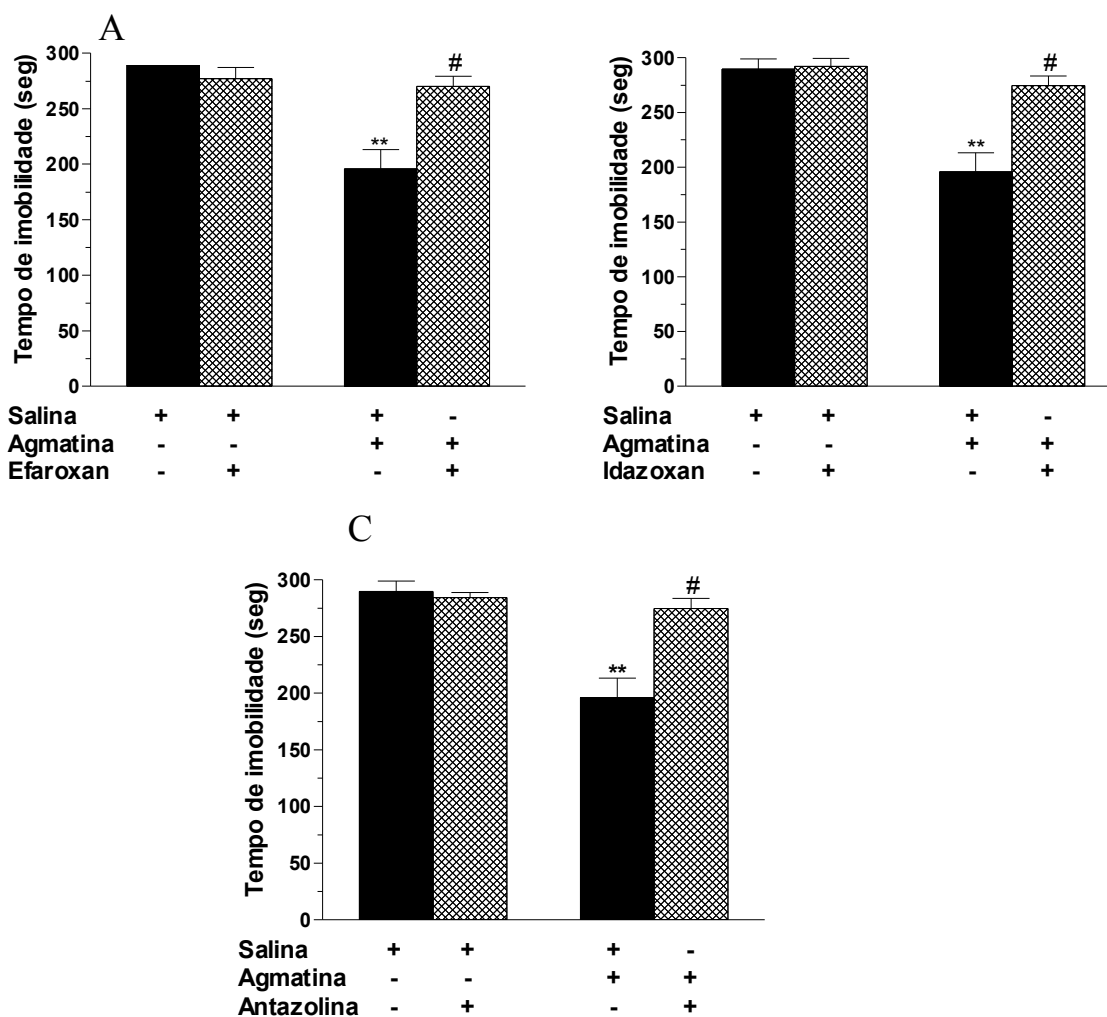 A
Tempo de imobilidade (seg)
300
250
200
150
100
50
0
**
#
Salina + + + -
Agmatina - - + +
Efaroxan - + - +
Tempo de imobilidade (seg)
300
250
200
150
100
50
0
**
#
Salina + + + -
Agmatina - - + +
Idazoxan - + - +
C
Tempo de imobilidade (seg)
300
250
200
150
100
50
0
**
#
Salina + + + -
Agmatina - - + +
Antazolina - + - +